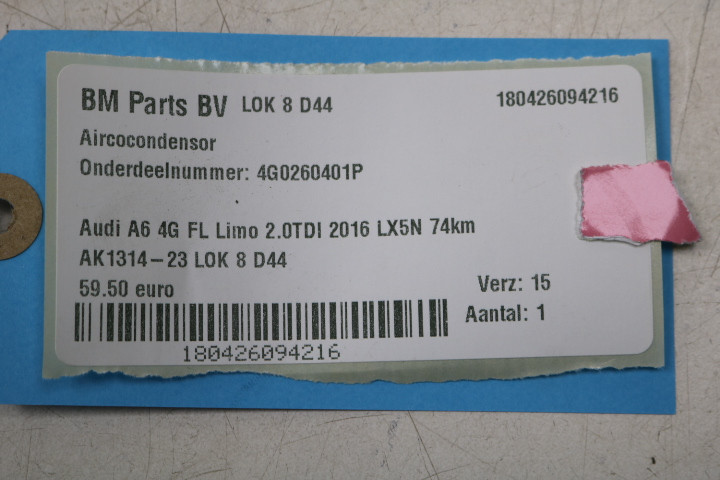 BM Parts BV LOK 8 D44 180426094216
Aircocondensor
Onderdeelnummer: 4G0260401P
Audi A6 4G FL Limo 2.0TDI 2016 LX5N 74km
AK1314-23 LOK 8 D44
59.50 euro Verz: 15
Aantal: 1
180426094216